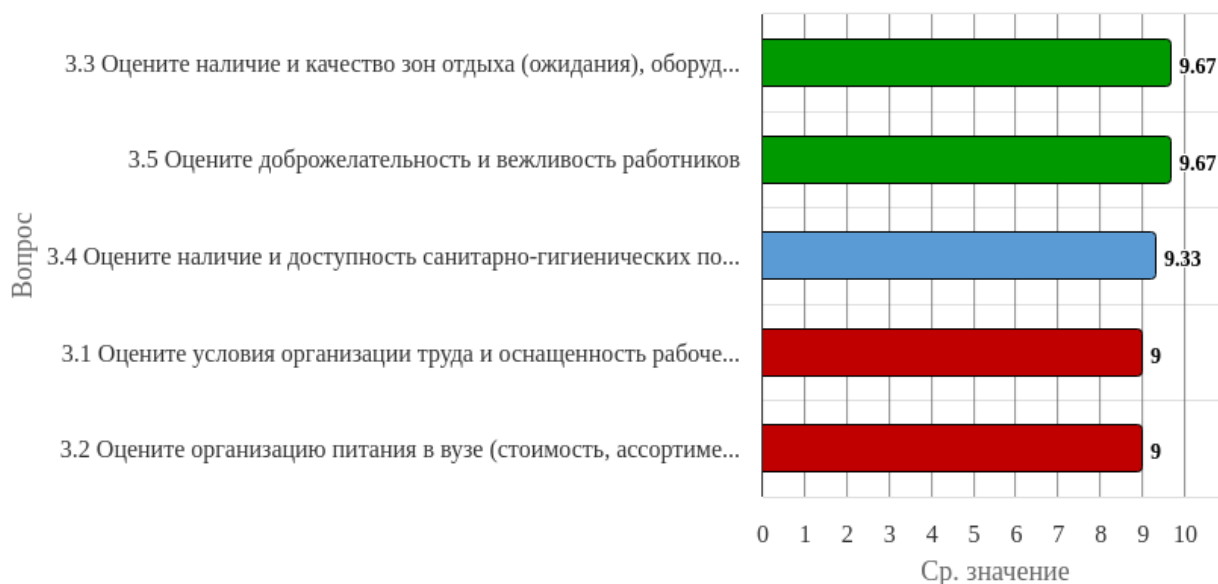 3.3 Оцените наличие и качество зон отдыха (ожидания), оборуд...
9.67
3.5 Оцените доброжелательность и вежливость работников
9.67
3.4 Оцените наличие и доступность санитарно-гигиенических по...
9.33
3.1 Оцените условия организации труда и оснащенность рабоче...
9
3.2 Оцените организацию питания в вузе (стоимость, ассортиме...
9
Вопрос
0 1 2 3 4 5 6 7 8 9 10
Ср. значение